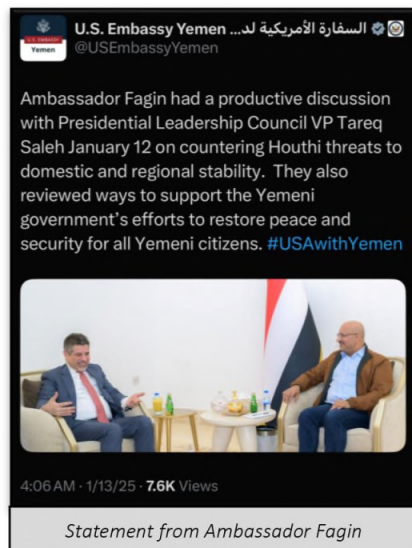 U.S. Embassy Yemen السفارة الأمريكية لد...
@USEmbassyYemen
U.S. EMBASSY
Yemen
Ambassador Fagin had a productive discussion
with Presidential Leadership Council VP Tareq
Saleh January 12 on countering Houthi threats to
domestic and regional stability.  They also
reviewed ways to support the Yemeni
government's efforts to restore peace and
security for all Yemeni citizens. #USAwithYemen
4:06 AM · 1/13/25 · 7.6K Views
Statement from Ambassador Fagin